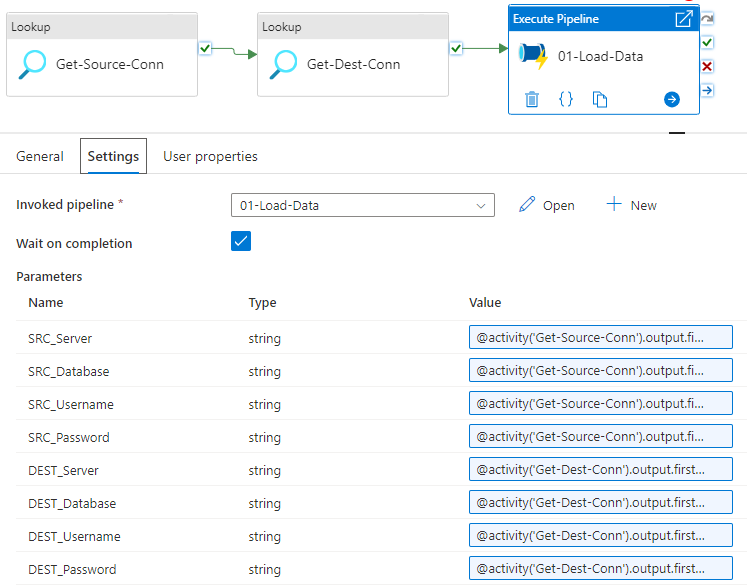 Lookup
Get-Source-Conn
Lookup
Get-Dest-Conn
Execute Pipeline
01-Load-Data
General
Settings
User properties
Invoked pipeline *
01-Load-Data
Open
New
Wait on completion
Parameters
Name Type Value
SRC_Server string @activity('Get-Source-Conn').output.fi...
SRC_Database string @activity('Get-Source-Conn').output.fi...
SRC_Username string @activity('Get-Source-Conn').output.fi...
SRC_Password string @activity('Get-Source-Conn').output.fi...
DEST_Server string @activity('Get-Dest-Conn').output.first...
DEST_Database string @activity('Get-Dest-Conn').output.first...
DEST_Username string @activity('Get-Dest-Conn').output.first...
DEST_Password string @activity('Get-Dest-Conn').output.first...